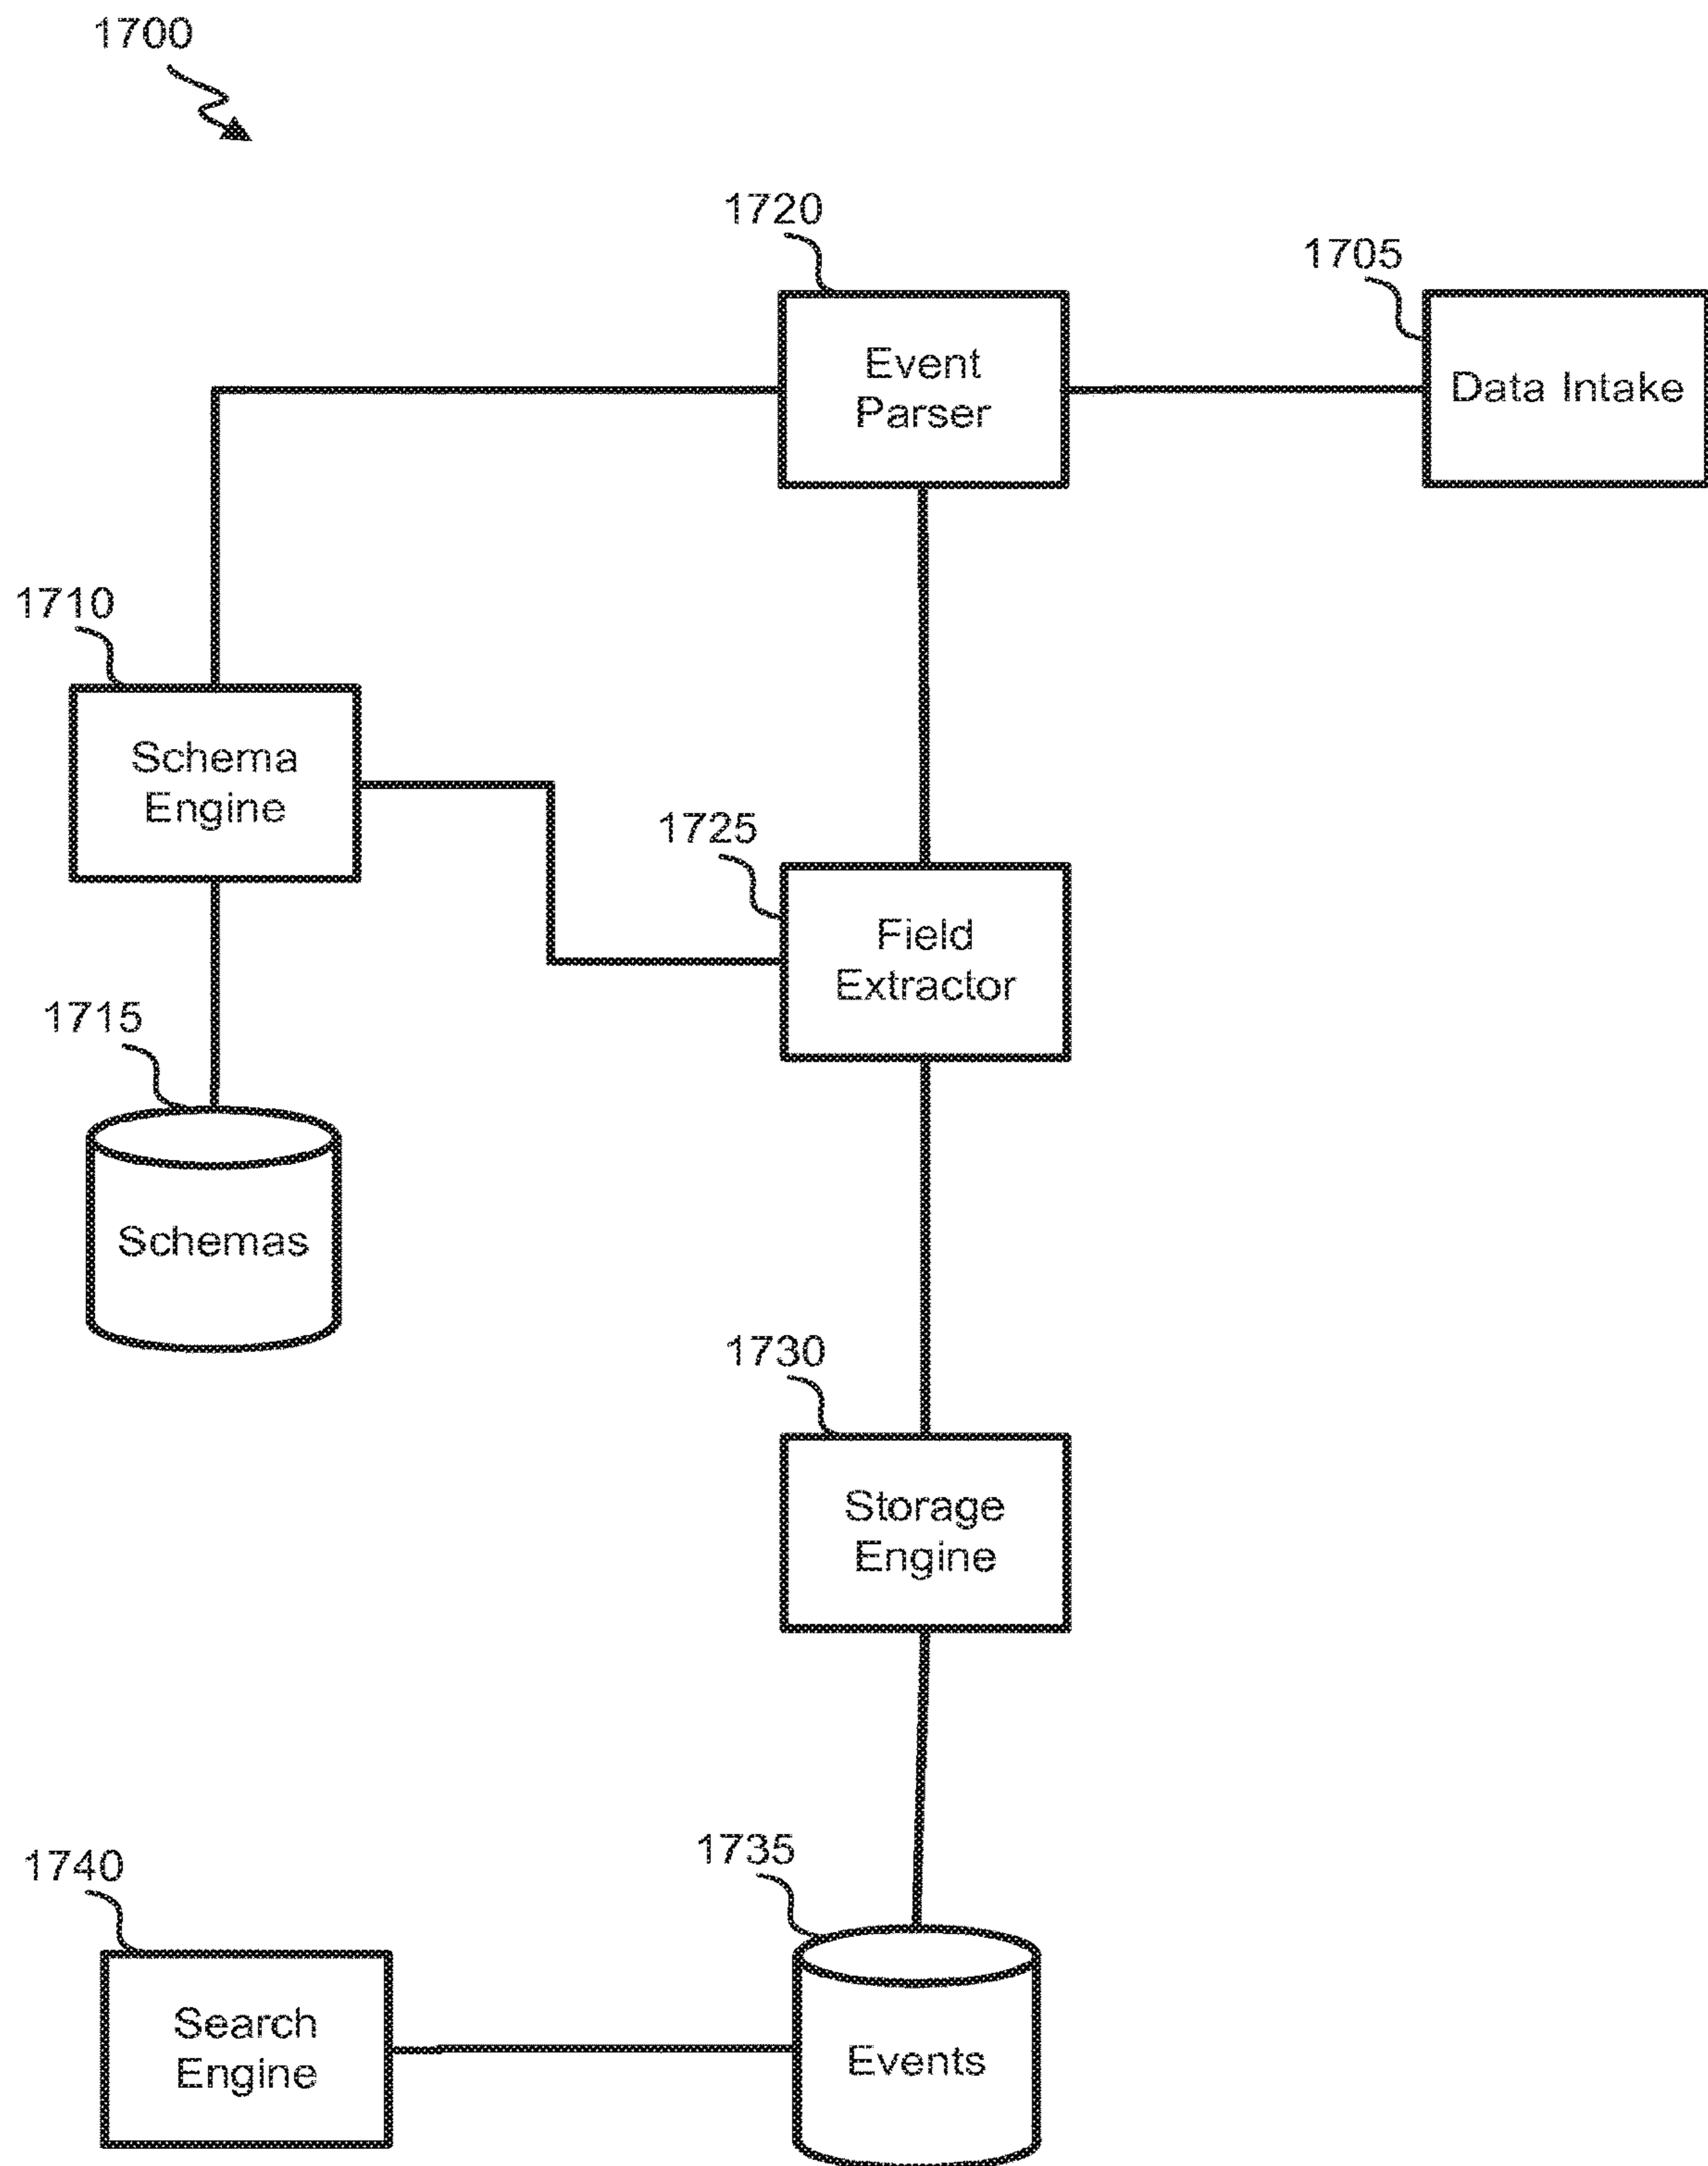 1700
1720
1705
Event
Parser
Data Intake
1710
Schema
Engine
1725
Field
Extractor
1715
Schemas
1730
Storage
Engine
1740
1735
Search
Engine
Events